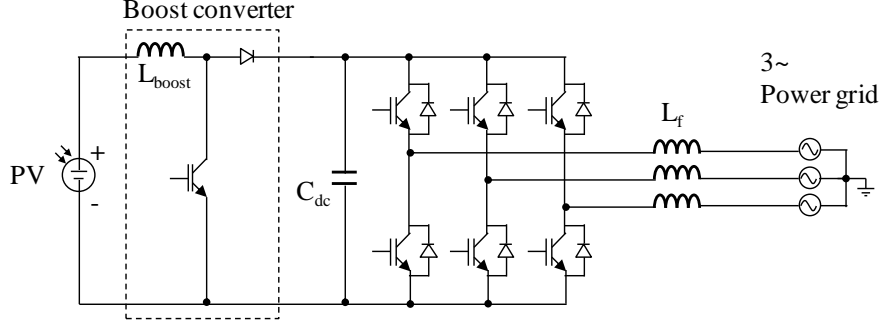 Boost converter
L_boost
3~
Power grid
L_f
PV
+
-
C_dc